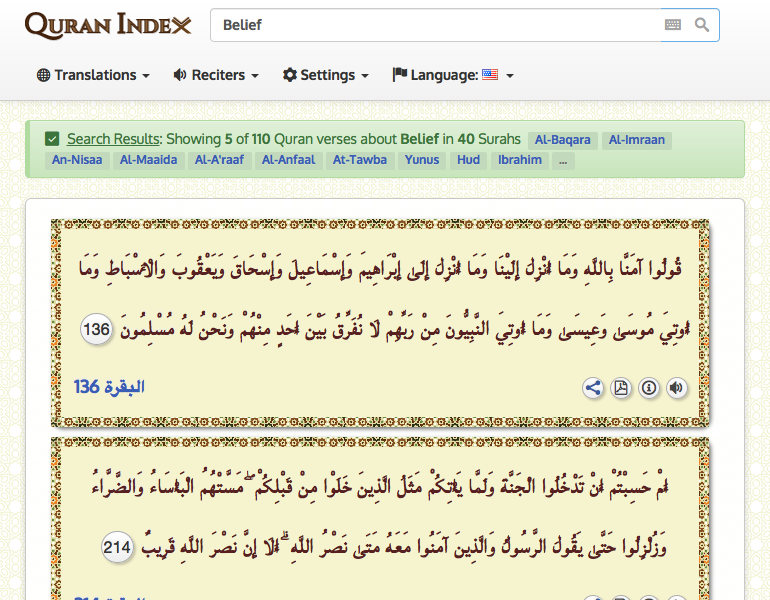 QURAN INDEX
Belief
Translations Reciters Settings Language:
Search Results: Showing 5 of 110 Quran verses about Belief in 40 Surahs Al-Baqara Al-Imraan
An-Nisaa Al-Maaida Al-A'raaf Al-Anfaal At-Tawba Yunus Hud Ibrahim ...
قُولُوا آمَنَّا بِاللَّهِ وَمَا أُنْزِلَ إِلَيْنَا وَمَا أُنْزِلَ إِلَى إِبْرَاهِيمَ وَإِسْمَاعِيلَ وَإِسْحَاقَ وَيَعْقُوبَ وَالْأَسْبَاطِ وَمَا
أُوتِيَ مُوسَى وَعِيسَى وَمَا أُوتِيَ النَّبِيُّونَ مِنْ رَبِّهِمْ لَا نُفَرِّقُ بَيْنَ أَحَدٍ مِنْهُمْ وَنَحْنُ لَهُ مُسْلِمُونَ 136
البقرة 136
أَمْ حَسِبْتُمْ أَنْ تَدْخُلُوا الْجَنَّةَ وَلَمَّا يَأْتِكُمْ مَثَلُ الَّذِينَ خَلَوْا مِنْ قَبْلِكُمْ ۖ مَسَّتْهُمُ الْبَأْسَاءُ وَالضَّرَّاءُ
وَزُلْزِلُوا حَتَّى يَقُولَ الرَّسُولُ وَالَّذِينَ آمَنُوا مَعَهُ مَتَى نَصْرُ اللَّهِ ۗ أَلَا إِنَّ نَصْرَ اللَّهِ قَرِيبٌ 214